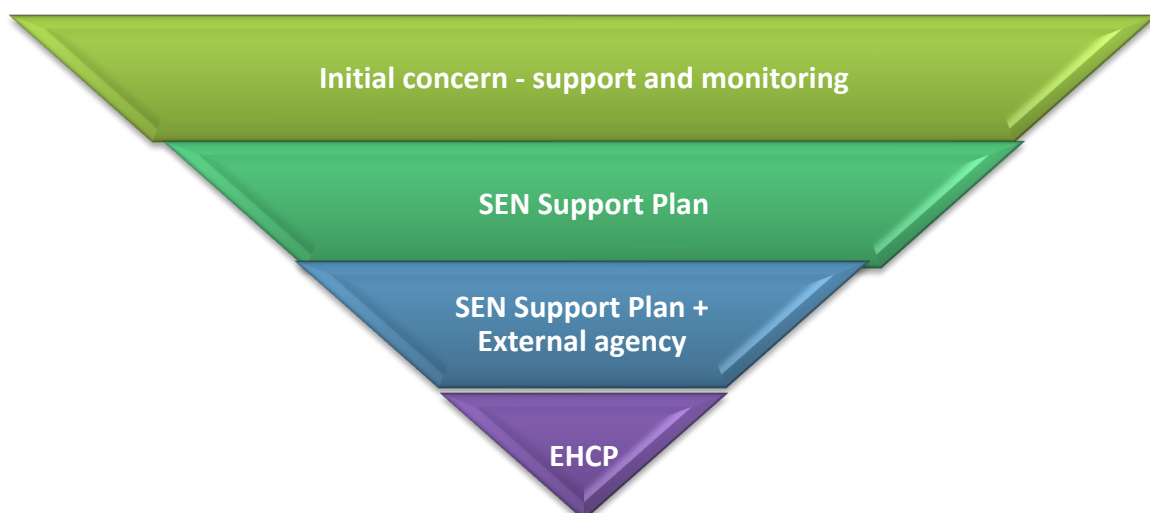 Initial concern - support and monitoring
SEN Support Plan
SEN Support Plan +
External agency
EHCP